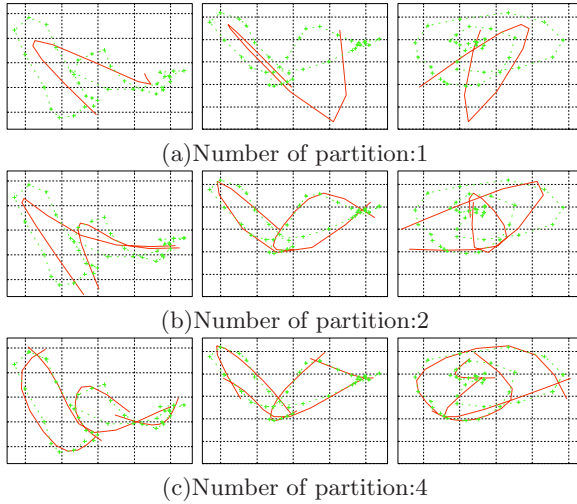 (a)Number of partition:1
(b)Number of partition:2
(c)Number of partition:4